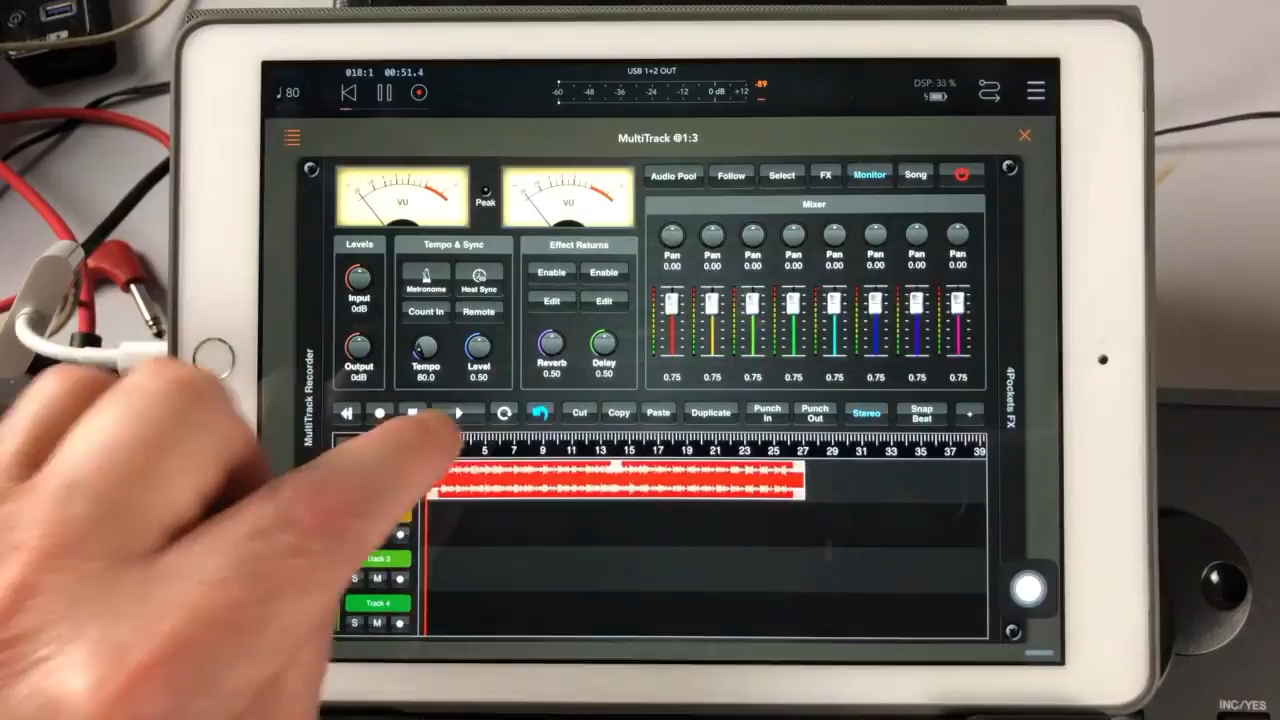 018:1 00:51.4
USB 1+2 OUT
♩ 80
-60 -48 -36 -24 -12 0 dB +12
-89
DSP: 33 %
MultiTrack @1:3
VU
Peak
VU
Audio Pool Follow Select FX Monitor Song
Mixer
Levels
Tempo & Sync
Effect Returns
Pan Pan Pan Pan Pan Pan Pan Pan
0.00 0.00 0.00 0.00 0.00 0.00 0.00 0.00
Metronome Host Sync
Enable Enable
Input
0dB
Count In Remote
Edit Edit
Output
0dB
Tempo
80.0
Level
0.50
Reverb
0.50
Delay
0.50
0.75 0.75 0.75 0.75 0.75 0.75 0.75 0.75
MultiTrack Recorder
4Pockets FX
Cut Copy Paste Duplicate Punch In Punch Out Stereo Snap Beat +
5 7 9 11 13 15 17 19 21 23 25 27 29 31 33 35 37 39
S M
Track 4
S M
INC/YES